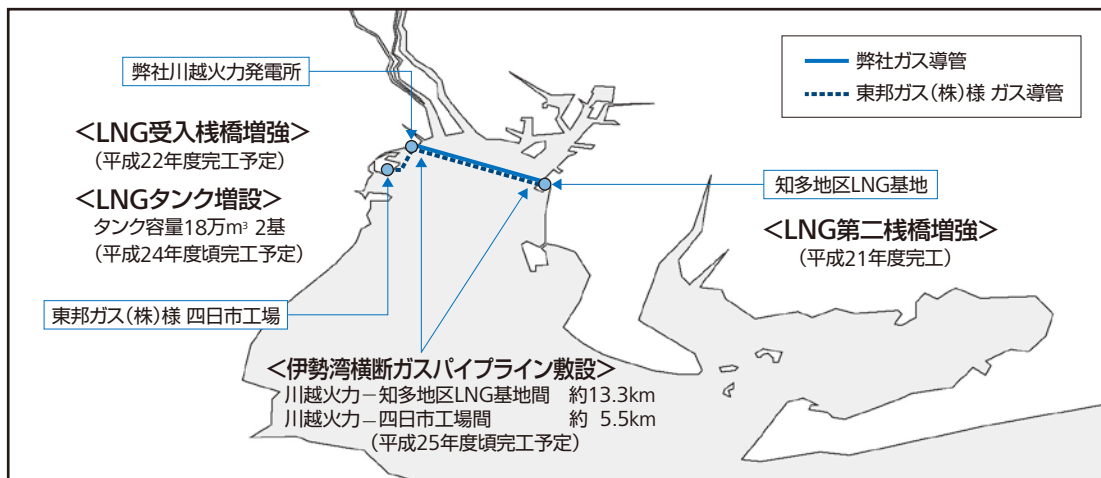 弊社川越火力発電所
<LNG受入桟橋増強>
(平成22年度完工予定)
<LNGタンク増設>
タンク容量18万m³ 2基
(平成24年度頃完工予定)
東邦ガス(株)様 四日市工場
弊社ガス導管
東邦ガス(株)様 ガス導管
知多地区LNG基地
<LNG第二桟橋増強>
(平成21年度完工)
<伊勢湾横断ガスパイプライン敷設>
川越火力−知多地区LNG基地間 約13.3km
川越火力−四日市工場間 約 5.5km
(平成25年度頃完工予定)